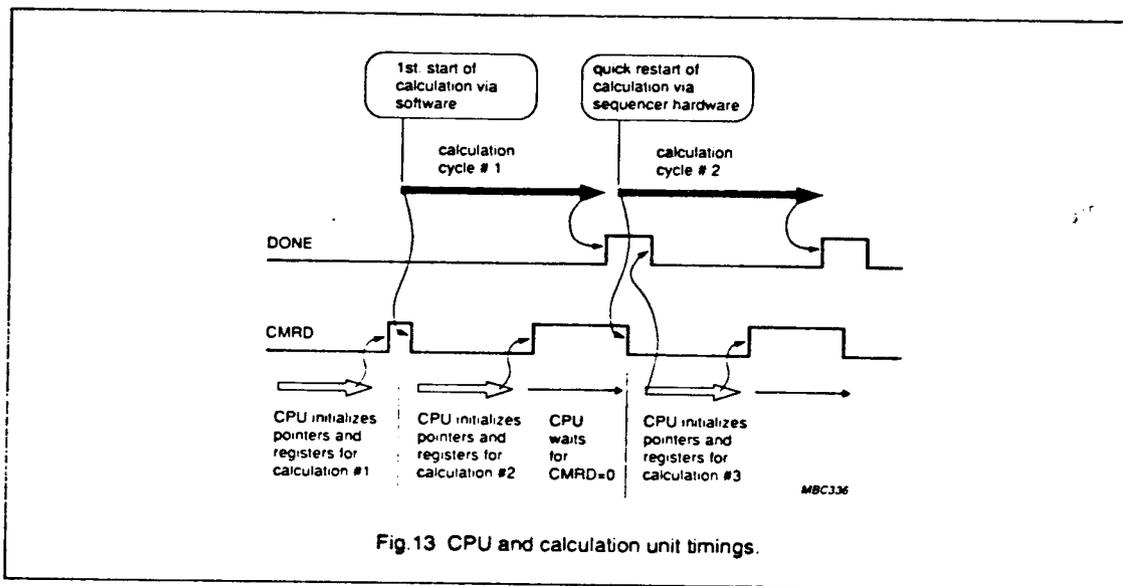 1st. start of
calculation via
software
quick restart of
calculation via
sequencer hardware
calculation
cycle # 1
calculation
cycle # 2
DONE
CMRD
CPU initializes
pointers and
registers for
calculation #1
CPU initializes
pointers and
registers for
calculation #2
CPU
waits
for
CMRD=0
CPU initializes
pointers and
registers for
calculation #3
MBC336
Fig.13 CPU and calculation unit timings.